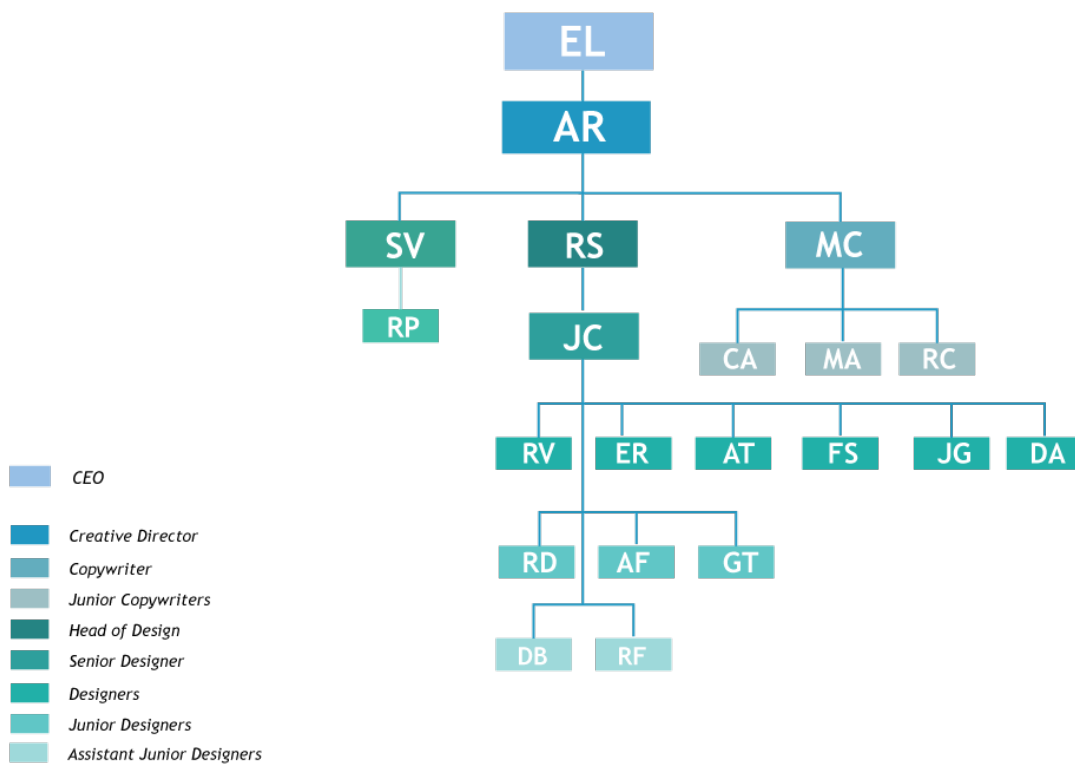 EL
AR
SV
RS
MC
RP
JC
CA
MA
RC
RV
ER
AT
FS
JG
DA
RD
AF
GT
DB
RF
CEO
Creative Director
Copywriter
Junior Copywriters
Head of Design
Senior Designer
Designers
Junior Designers
Assistant Junior Designers